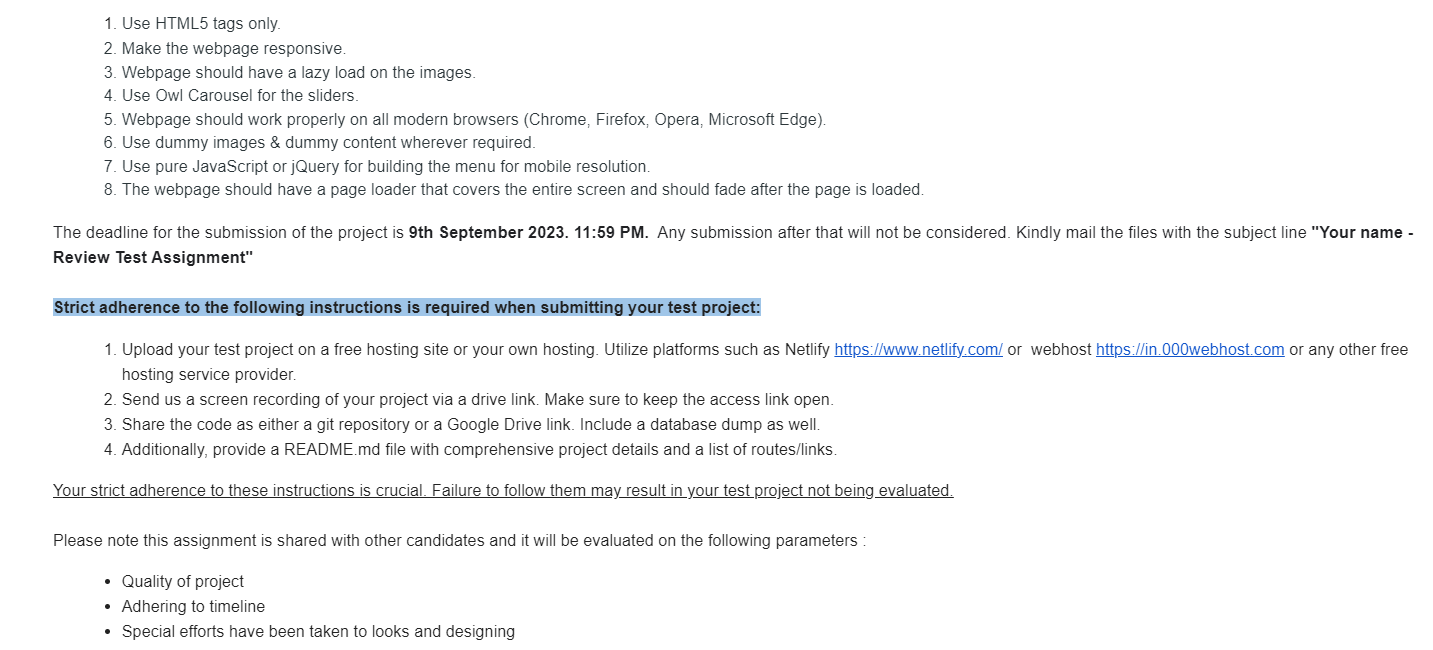 1. Use HTML5 tags only.
2. Make the webpage responsive.
3. Webpage should have a lazy load on the images.
4. Use Owl Carousel for the sliders.
5. Webpage should work properly on all modern browsers (Chrome, Firefox, Opera, Microsoft Edge).
6. Use dummy images & dummy content wherever required.
7. Use pure JavaScript or jQuery for building the menu for mobile resolution.
8. The webpage should have a page loader that covers the entire screen and should fade after the page is loaded.
The deadline for the submission of the project is 9th September 2023. 11:59 PM. Any submission after that will not be considered. Kindly mail the files with the subject line "Your name -
Review Test Assignment"
Strict adherence to the following instructions is required when submitting your test project:
1. Upload your test project on a free hosting site or your own hosting. Utilize platforms such as Netlify https://www.netlify.com/ or webhost https://in.000webhost.com or any other free
hosting service provider.
2. Send us a screen recording of your project via a drive link. Make sure to keep the access link open.
3. Share the code as either a git repository or a Google Drive link. Include a database dump as well.
4. Additionally, provide a README.md file with comprehensive project details and a list of routes/links.
Your strict adherence to these instructions is crucial. Failure to follow them may result in your test project not being evaluated.
Please note this assignment is shared with other candidates and it will be evaluated on the following parameters :
• Quality of project
• Adhering to timeline
• Special efforts have been taken to looks and designing